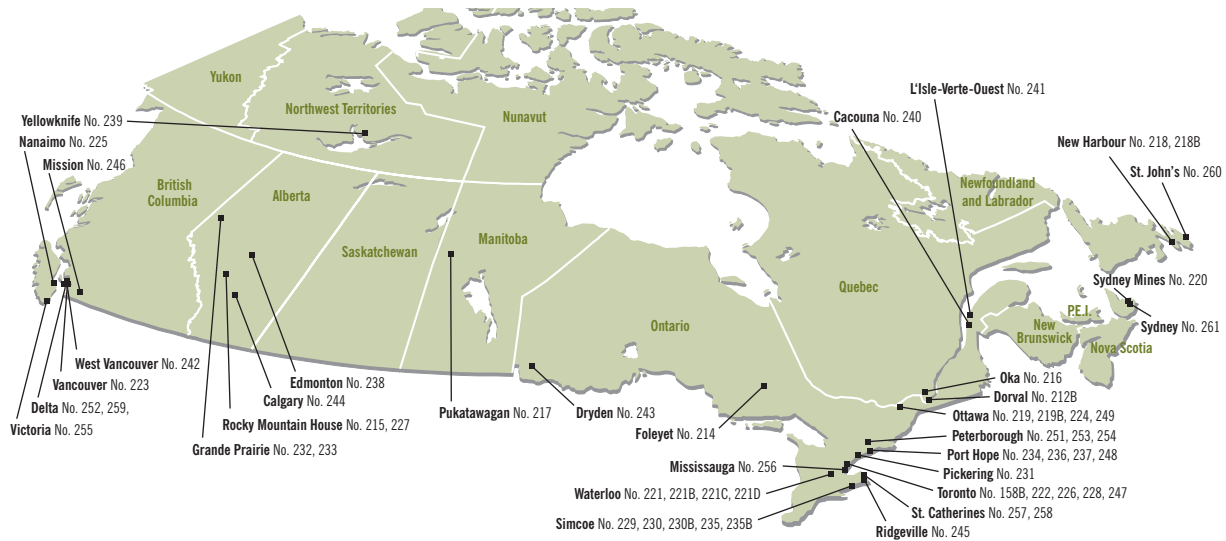 Yukon
Northwest Territories
Nunavut
British
Columbia
Alberta
Saskatchewan
Manitoba
Ontario
Quebec
Newfoundland
and Labrador
P.E.I.
New
Brunswick
Nova Scotia
Yellowknife No. 239
Nanaimo No. 225
Mission No. 246
West Vancouver No. 242
Vancouver No. 223
Delta No. 252, 259,
Victoria No. 255
Edmonton No. 238
Calgary No. 244
Rocky Mountain House No. 215, 227
Grande Prairie No. 232, 233
Pukatawagan No. 217
Dryden No. 243
Foleyet No. 214
Mississauga No. 256
Waterloo No. 221, 221B, 221C, 221D
Simcoe No. 229, 230, 230B, 235, 235B
L'Isle-Verte-Ouest No. 241
Cacouna No. 240
New Harbour No. 218, 218B
St. John's No. 260
Sydney Mines No. 220
Sydney No. 261
Oka No. 216
Dorval No. 212B
Ottawa No. 219, 219B, 224, 249
Peterborough No. 251, 253, 254
Port Hope No. 234, 236, 237, 248
Pickering No. 231
Toronto No. 158B, 222, 226, 228, 247
St. Catherines No. 257, 258
Ridgeville No. 245